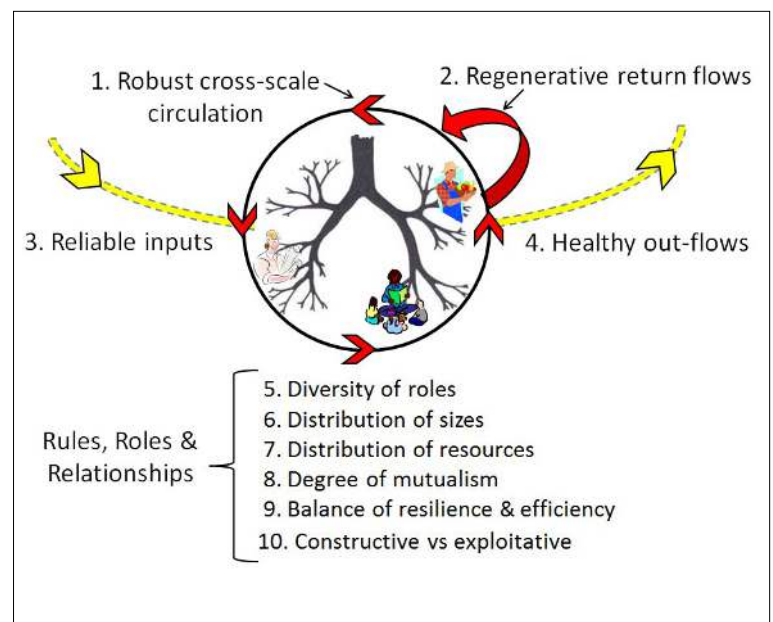 1. Robust cross-scale
circulation
2. Regenerative return flows
3. Reliable inputs
4. Healthy out-flows
Rules, Roles &
Relationships
5. Diversity of roles
6. Distribution of sizes
7. Distribution of resources
8. Degree of mutualism
9. Balance of resilience & efficiency
10. Constructive vs exploitative